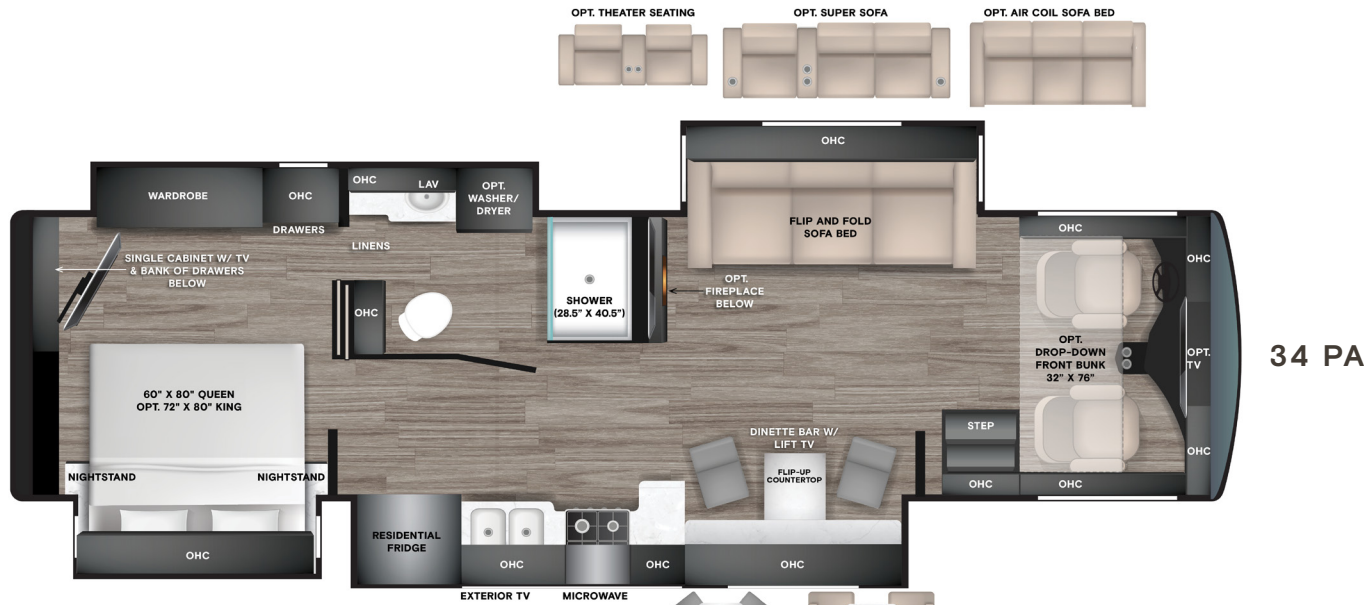 OPT. THEATER SEATING
OPT. SUPER SOFA
OPT. AIR COIL SOFA BED
OHC
WARDROBE
OHC
DRAWERS
OHC
LAV
OPT.
WASHER/
DRYER
LINENS
FLIP AND FOLD
SOFA BED
OHC
OHC
SINGLE CABINET W/ TV
& BANK OF DRAWERS
BELOW
OPT.
FIREPLACE
BELOW
SHOWER
(28.5" X 40.5")
OHC
OPT.
DROP-DOWN
FRONT BUNK
32" X 76"
OPT.
TV
34 PA
60" X 80" QUEEN
OPT. 72" X 80" KING
STEP
DINETTE BAR W/
LIFT TV
OHC
FLIP-UP
COUNTERTOP
NIGHTSTAND
NIGHTSTAND
OHC
OHC
RESIDENTIAL
FRIDGE
OHC
OHC
OHC
OHC
EXTERIOR TV
MICROWAVE